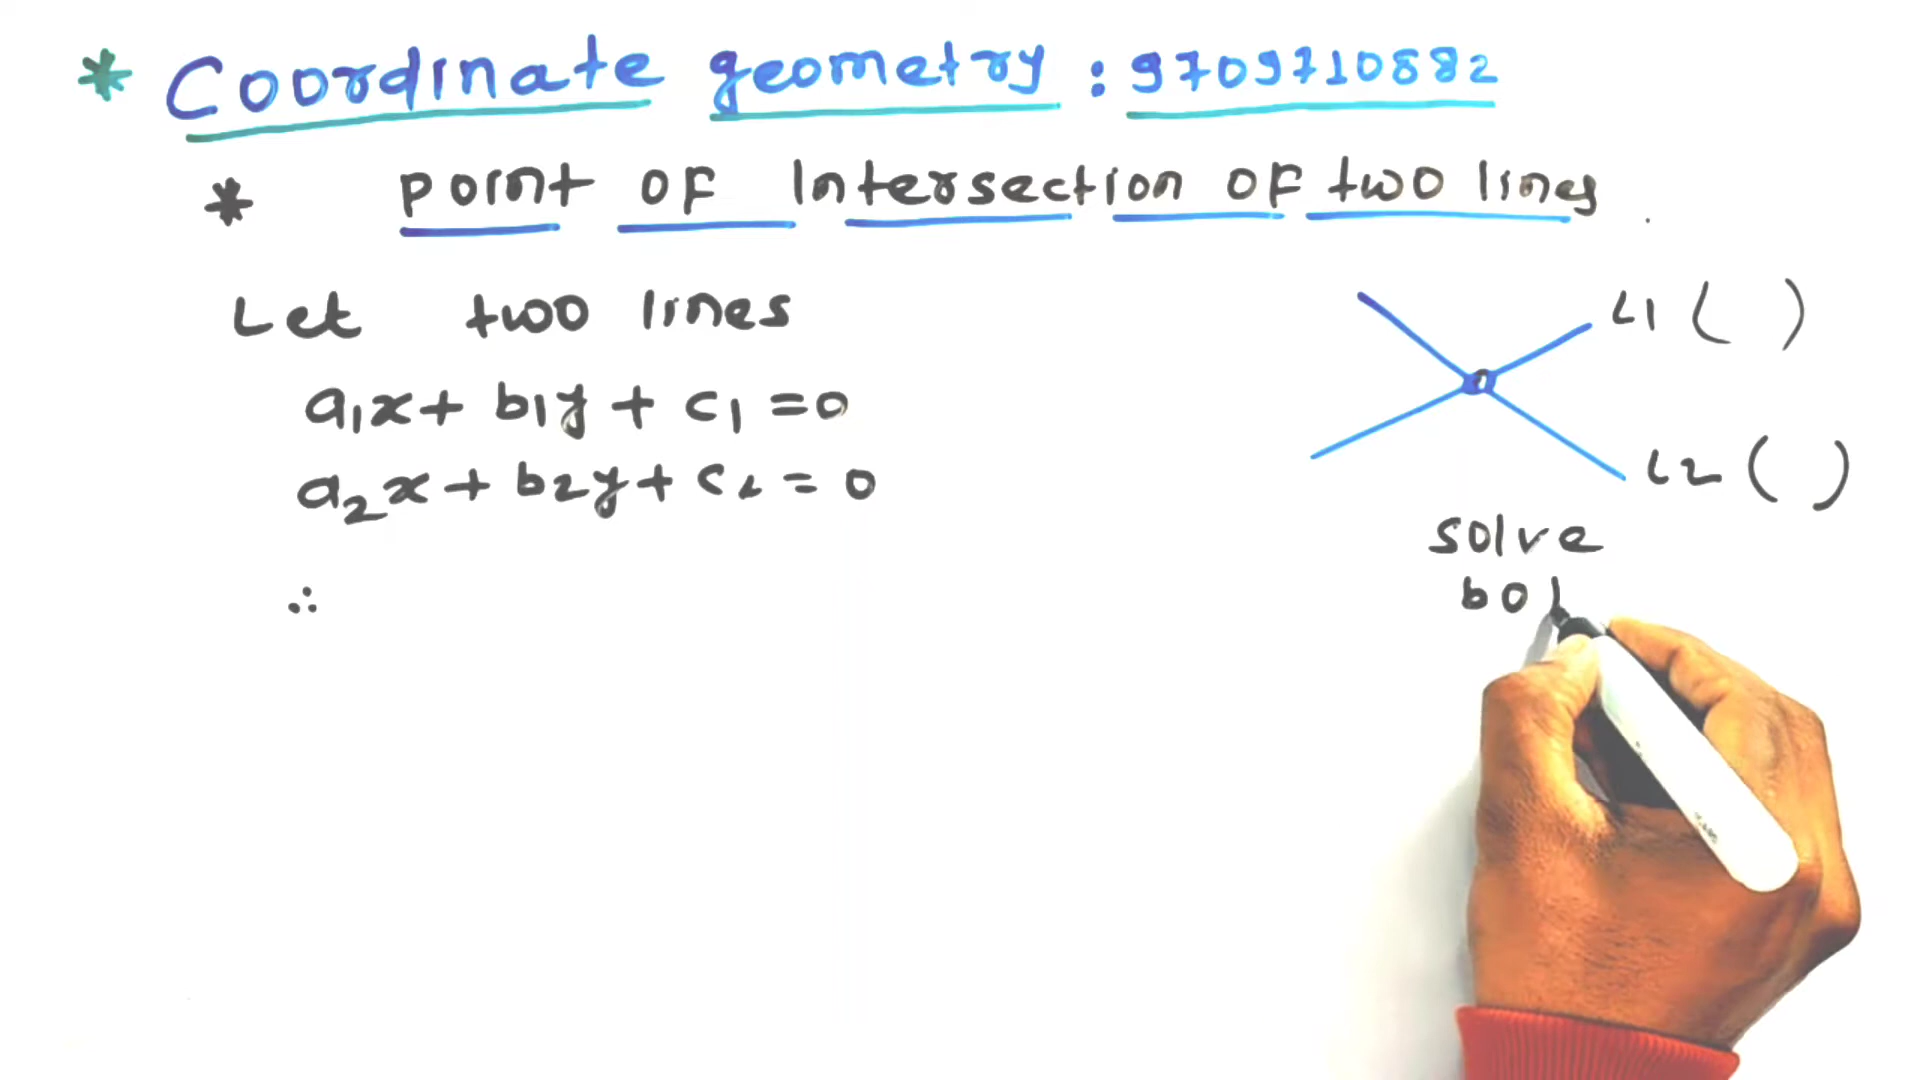 * Coordinate geometry : 9709710882
* Point OF Intersection OF two lines.
Let two lines
a₁x + b₁y + c₁ = 0
a₂x + b₂y + c₂ = 0
∴
L1 ( )
L2 ( )
solve